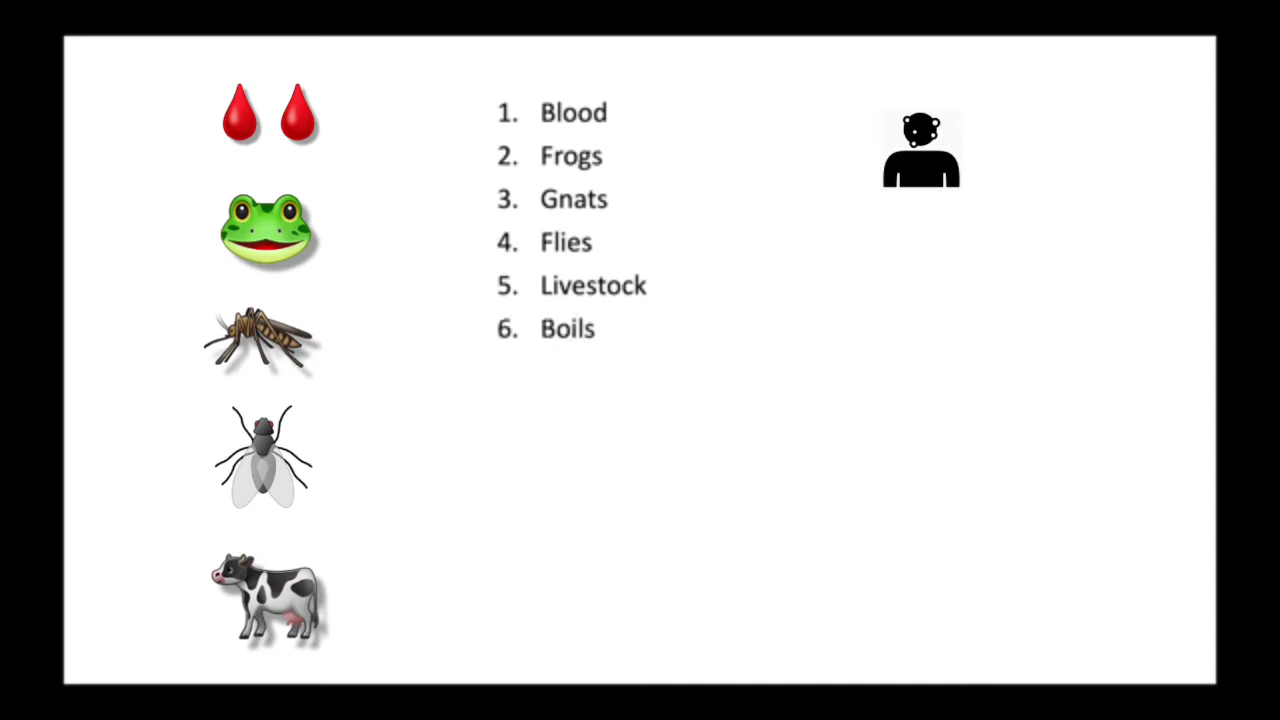 1. Blood
2. Frogs
3. Gnats
4. Flies
5. Livestock
6. Boils